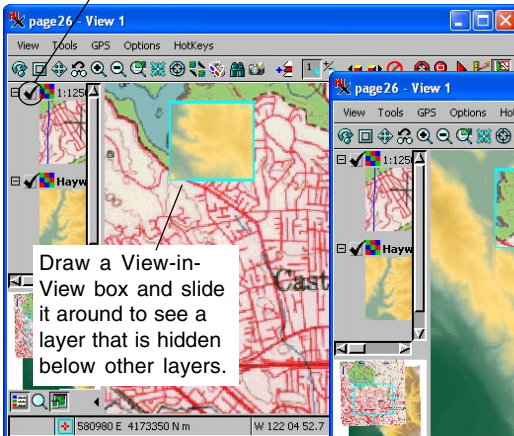 page26 - View 1
View Tools GPS Options HotKeys
1:1250
Hayw
Cast
Draw a View-in-
View box and slide
it around to see a
layer that is hidden
below other layers.
580980 E 4173350 N m
W 122 04 52.7
page26 - View 1
View Tools GPS Options Hot
1:125
Hayw